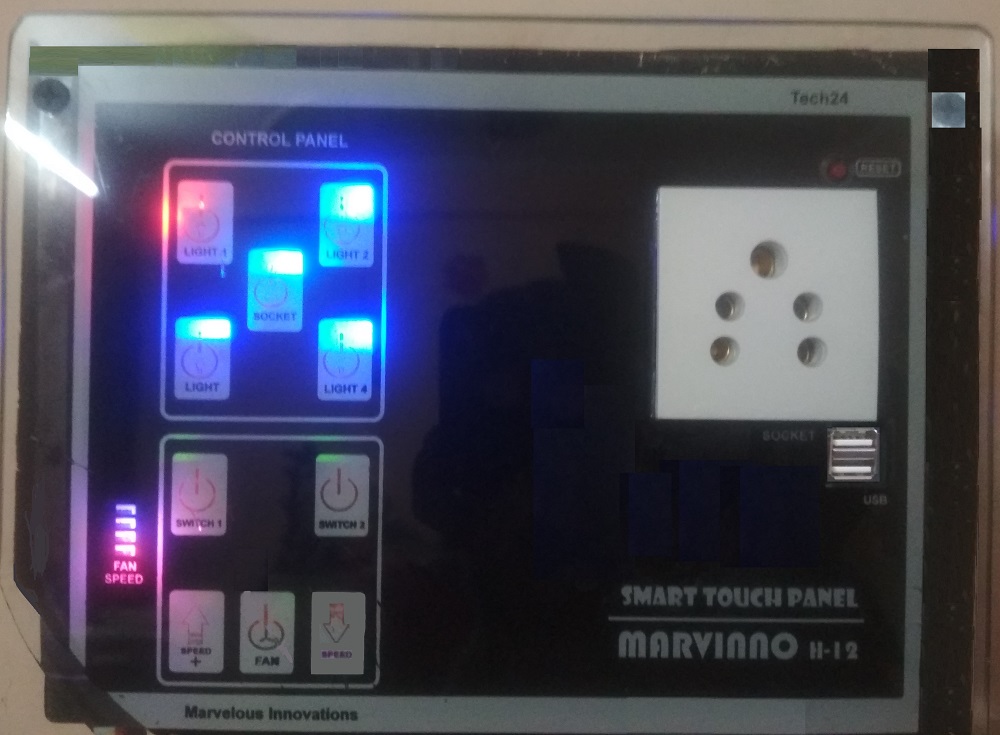 Tech24
CONTROL PANEL
RESET
LIGHT 1
LIGHT 2
SOCKET
LIGHT
LIGHT 4
SOCKET
USB
SWITCH 1
SWITCH 2
FAN
SPEED
SPEED
+
FAN
SPEED
SMART TOUCH PANEL
MARVINNO H-12
Marvelous Innovations